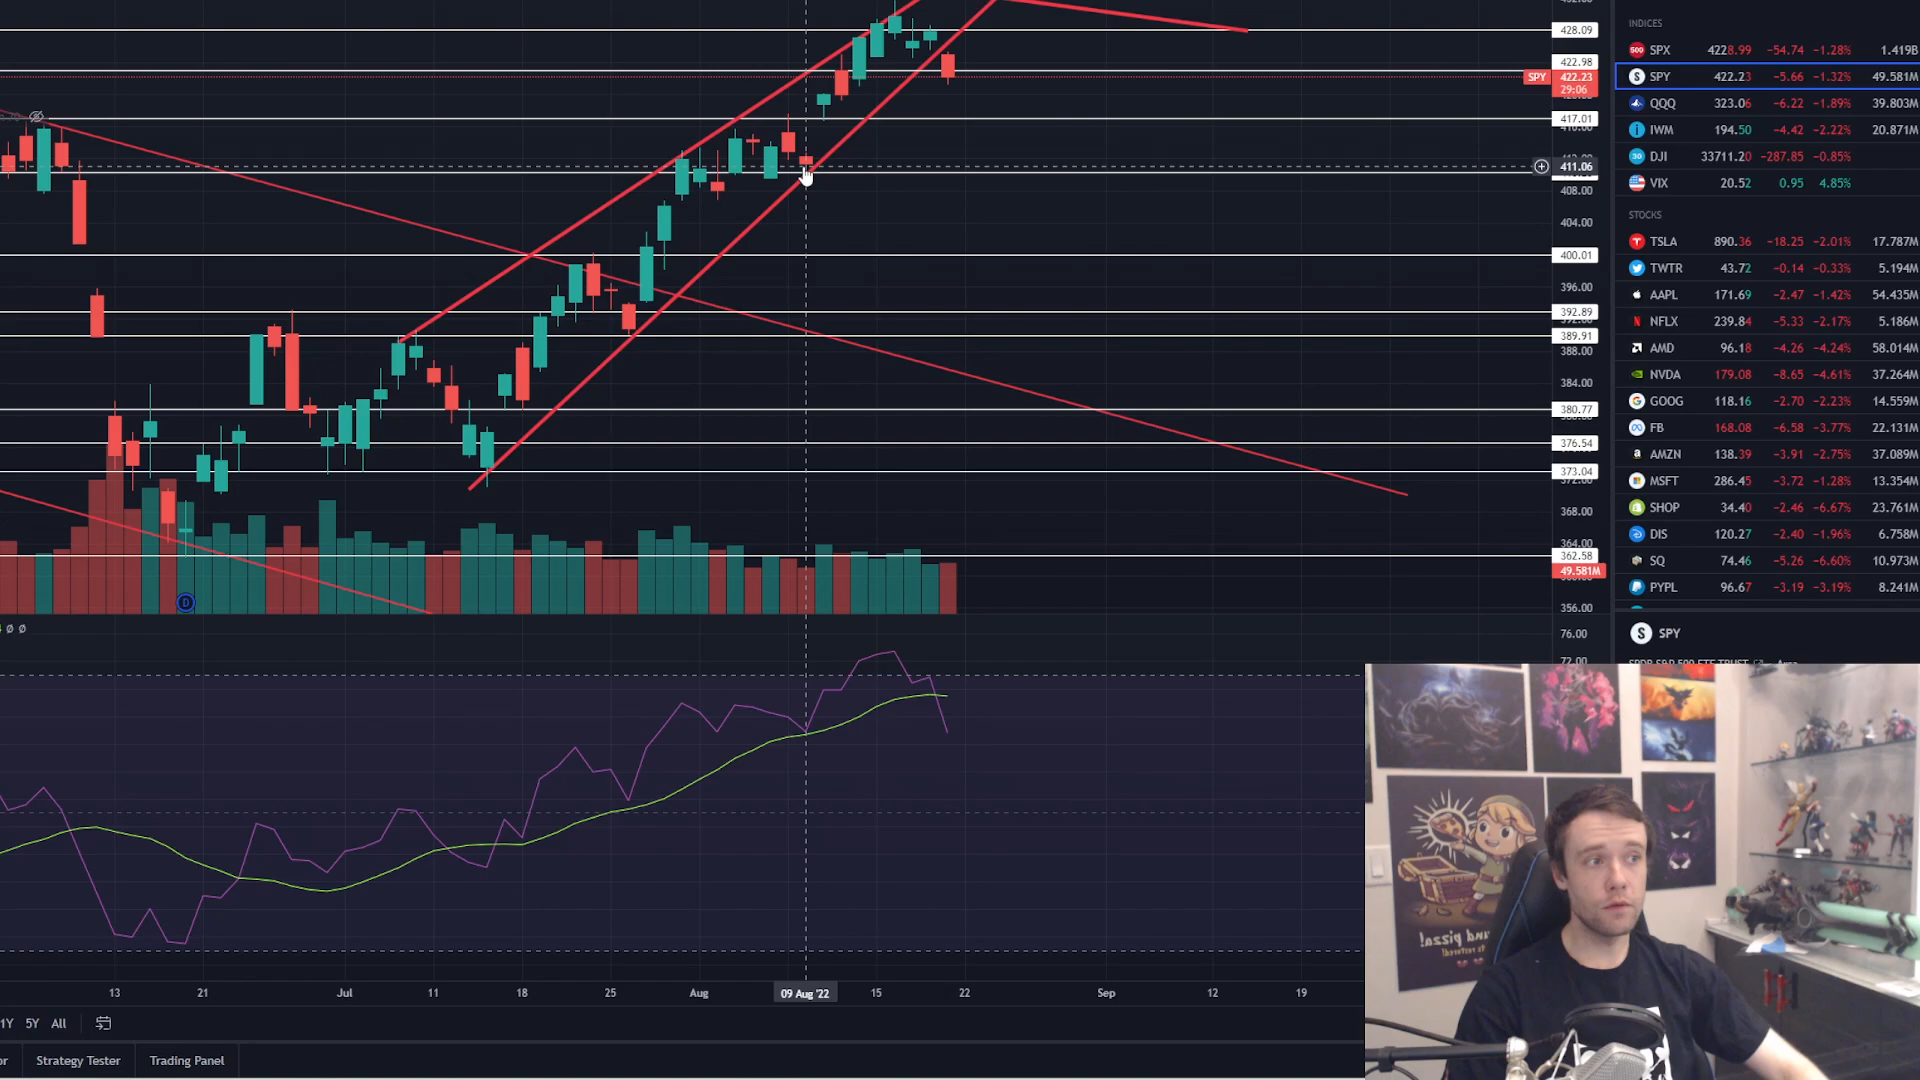 INDICES
SPX 4228.99 −54.74 −1.28% 1.419B
SPY 422.23 −5.66 −1.32% 49.581M
QQQ 323.06 −6.22 −1.89% 39.803M
IWM 194.50 −4.42 −2.22% 20.871M
DJI 33711.20 −287.85 −0.85%
VIX 20.52 0.95 4.85%
STOCKS
TSLA 890.36 −18.25 −2.01% 17.787M
TWTR 43.72 −0.14 −0.33% 5.194M
AAPL 171.69 −2.47 −1.42% 54.435M
NFLX 239.84 −5.33 −2.17% 5.186M
AMD 96.18 −4.26 −4.24% 58.014M
NVDA 179.08 −8.65 −4.61% 37.264M
GOOG 118.16 −2.70 −2.23% 14.559M
FB 168.08 −6.58 −3.77% 22.131M
AMZN 138.39 −3.91 −2.75% 37.089M
MSFT 286.45 −3.72 −1.28% 13.354M
SHOP 34.40 −2.46 −6.67% 23.761M
DIS 120.27 −2.40 −1.96% 6.758M
SQ 74.46 −5.26 −6.60% 10.973M
PYPL 96.67 −3.19 −3.19% 8.241M
S SPY
428.09
422.98
SPY 422.23
29:06
417.01
411.06
408.00
404.00
400.01
396.00
392.89
389.91
388.00
384.00
380.77
376.54
373.04
372.00
368.00
364.00
362.58
49.581M
356.00
76.00
72.00
D
13 21 Jul 11 18 25 Aug 09 Aug '22 15 22 Sep 12 19
1Y 5Y All
Strategy Tester Trading Panel